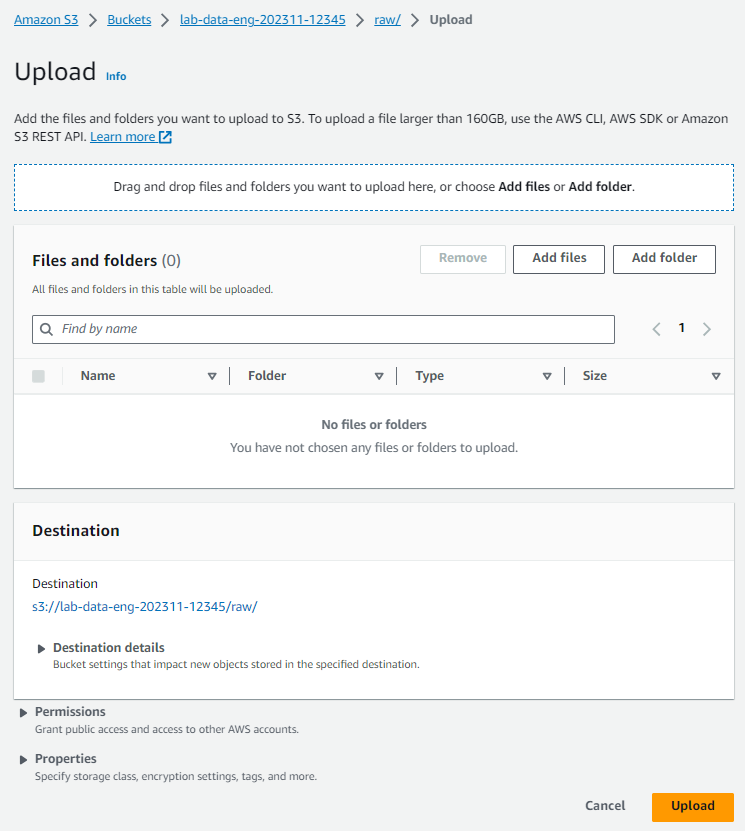 Amazon S3 > Buckets > lab-data-eng-202311-12345 > raw/ > Upload
Upload Info
Add the files and folders you want to upload to S3. To upload a file larger than 160GB, use the AWS CLI, AWS SDK or Amazon
S3 REST API. Learn more
Drag and drop files and folders you want to upload here, or choose Add files or Add folder.
Files and folders (0)
Remove
Add files
Add folder
All files and folders in this table will be uploaded.
Find by name
1
Name Folder Type Size
No files or folders
You have not chosen any files or folders to upload.
Destination
Destination
s3://lab-data-eng-202311-12345/raw/
Destination details
Bucket settings that impact new objects stored in the specified destination.
Permissions
Grant public access and access to other AWS accounts.
Properties
Specify storage class, encryption settings, tags, and more.
Cancel Upload